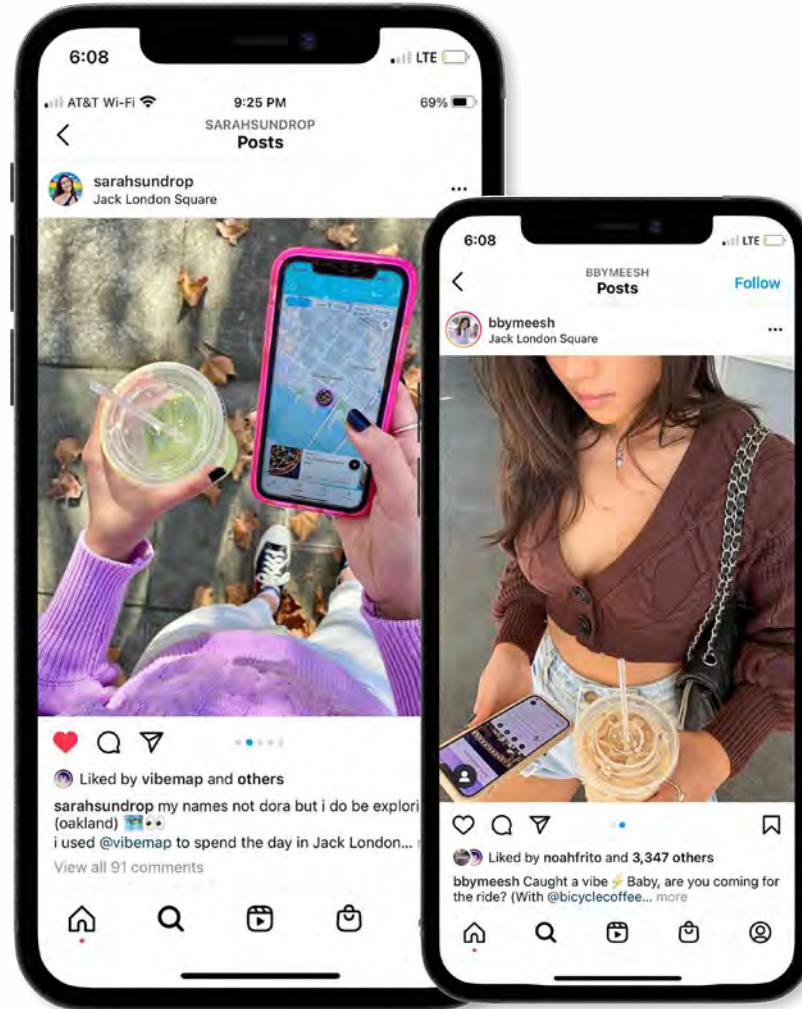 6:08
LTE
AT&T Wi-Fi
9:25 PM
69%
SARAHSUNDROP
Posts
sarahsundrop
Jack London Square
Liked by vibemap and others
sarahsundrop my names not dora but i do be explori
(oakland) 🗺️👀
i used @vibemap to spend the day in Jack London...
View all 91 comments
6:08
LTE
BBYMEESH
Posts
Follow
bbymeesh
Jack London Square
Liked by noahfrito and 3,347 others
bbymeesh Caught a vibe⚡Baby, are you coming for
the ride? (With @bicyclecoffee... more